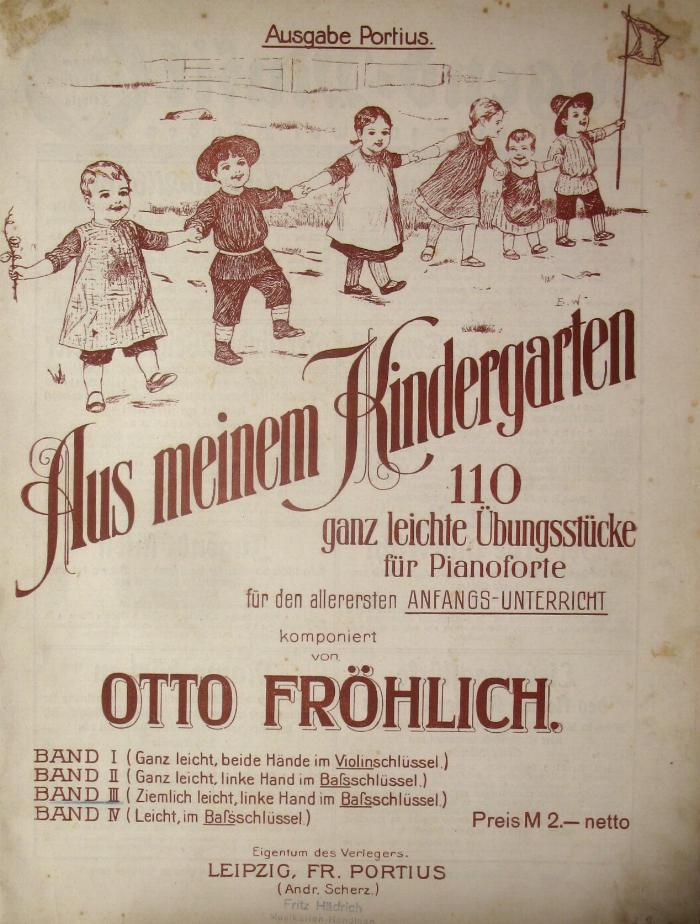 Ausgabe Portius.
E.W.
Aus meinem Kindergarten
110
ganz leichte Übungsstücke
für Pianoforte
für den allerersten ANFANGS-UNTERRICHT
komponiert
von
OTTO FRÖHLICH.
BAND I (Ganz leicht, beide Hände im Violinschlüssel.)
BAND II (Ganz leicht, linke Hand im Baſsschlüssel.)
BAND III (Ziemlich leicht, linke Hand im Baſsschlüssel.)
BAND IV (Leicht, im Baſsschlüssel.)
Preis M 2.— netto
Eigentum des Verlegers.
LEIPZIG, FR. PORTIUS
(Andr. Scherz.)
Fritz Hädrich
Musikalien-Handlung